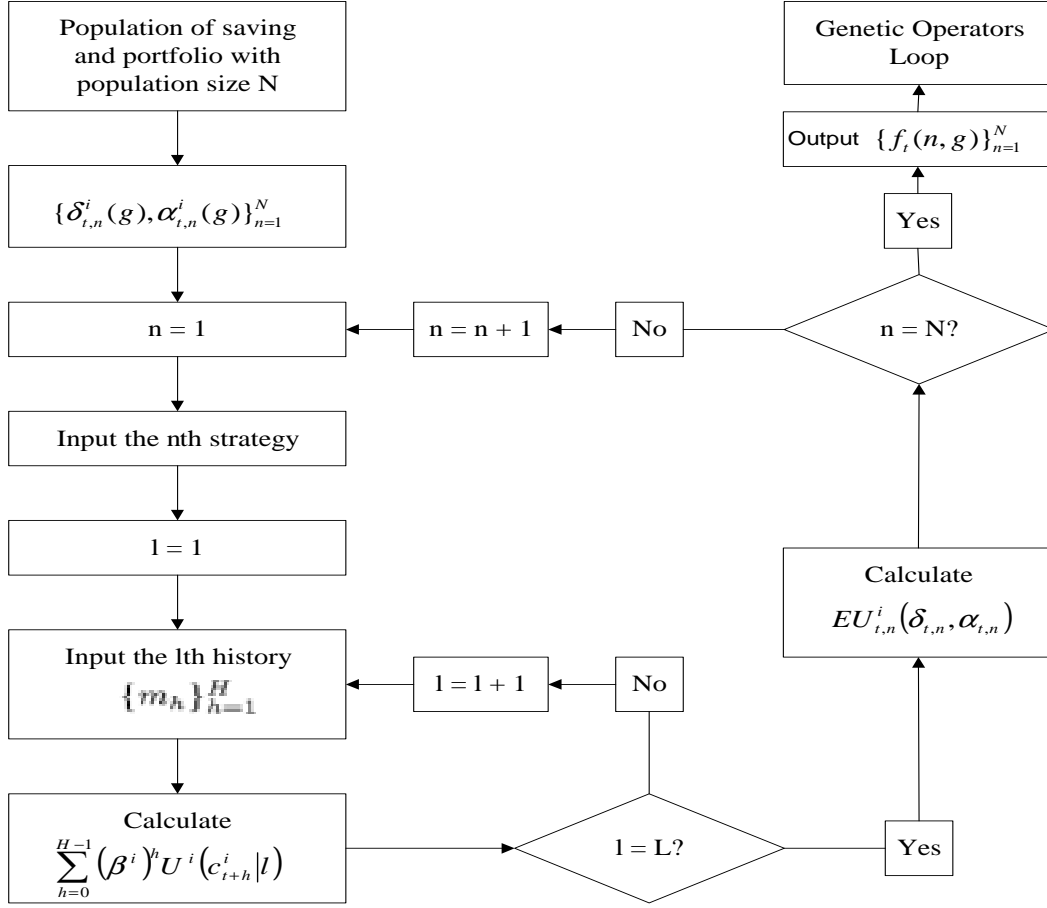 Population of saving
and portfolio with
population size N
{δ^i_{t,n}(g), α^i_{t,n}(g)}^N_{n=1}
n = 1
Input the nth strategy
l = 1
Input the lth history
{m_h}^H_{h=1}
Calculate
∑^{H-1}_{h=0} (β^i)^h U^i(c^i_{t+h}|l)
l = L?
No
l = l + 1
Yes
Calculate
EU^i_{t,n}(δ_{t,n}, α_{t,n})
n = N?
No
n = n + 1
Yes
Output {f_t(n, g)}^N_{n=1}
Genetic Operators
Loop